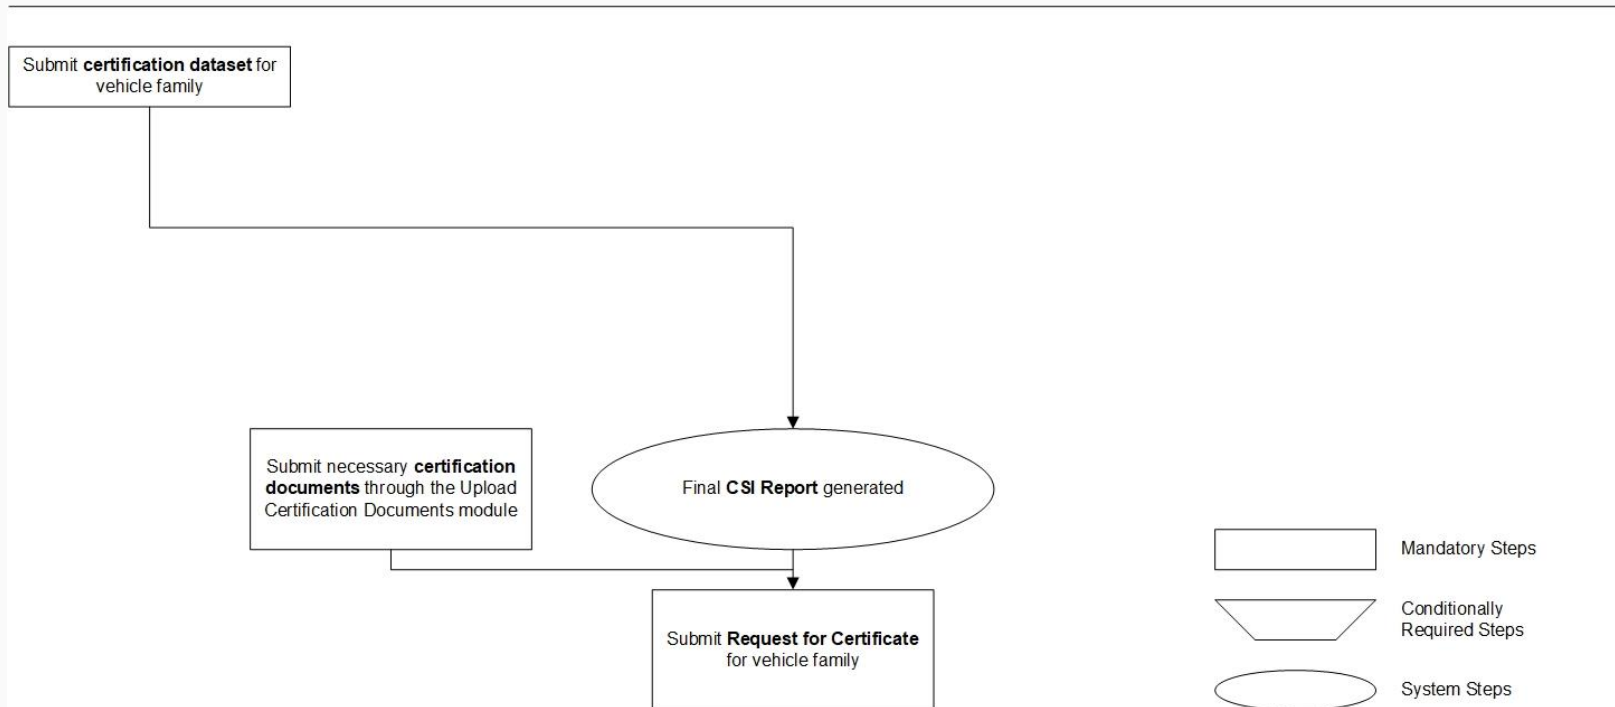 Submit certification dataset for
vehicle family
Submit necessary certification
documents through the Upload
Certification Documents module
Final CSI Report generated
Submit Request for Certificate
for vehicle family
Mandatory Steps
Conditionally
Required Steps
System Steps